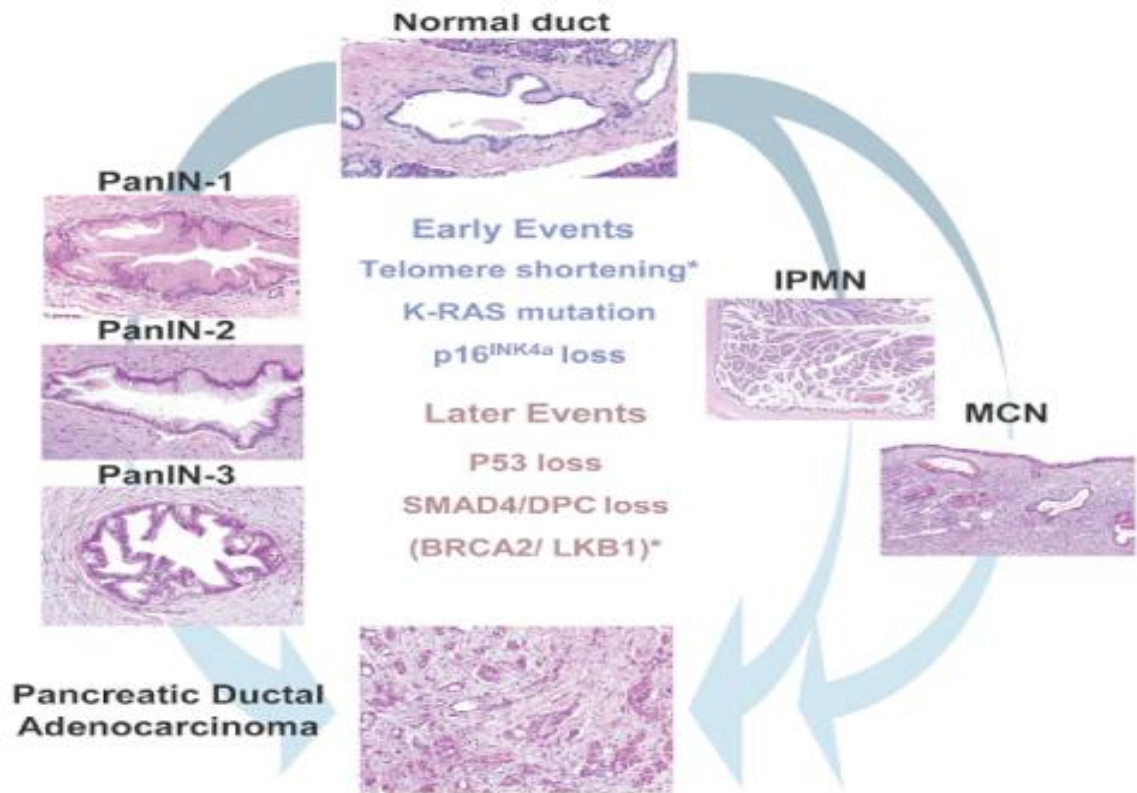 Normal duct
PanIN-1
Early Events
Telomere shortening*
IPMN
K-RAS mutation
PanIN-2
p16INK4a loss
Later Events
MCN
P53 loss
PanIN-3
SMAD4/DPC loss
(BRCA2/ LKB1)*
Pancreatic Ductal
Adenocarcinoma